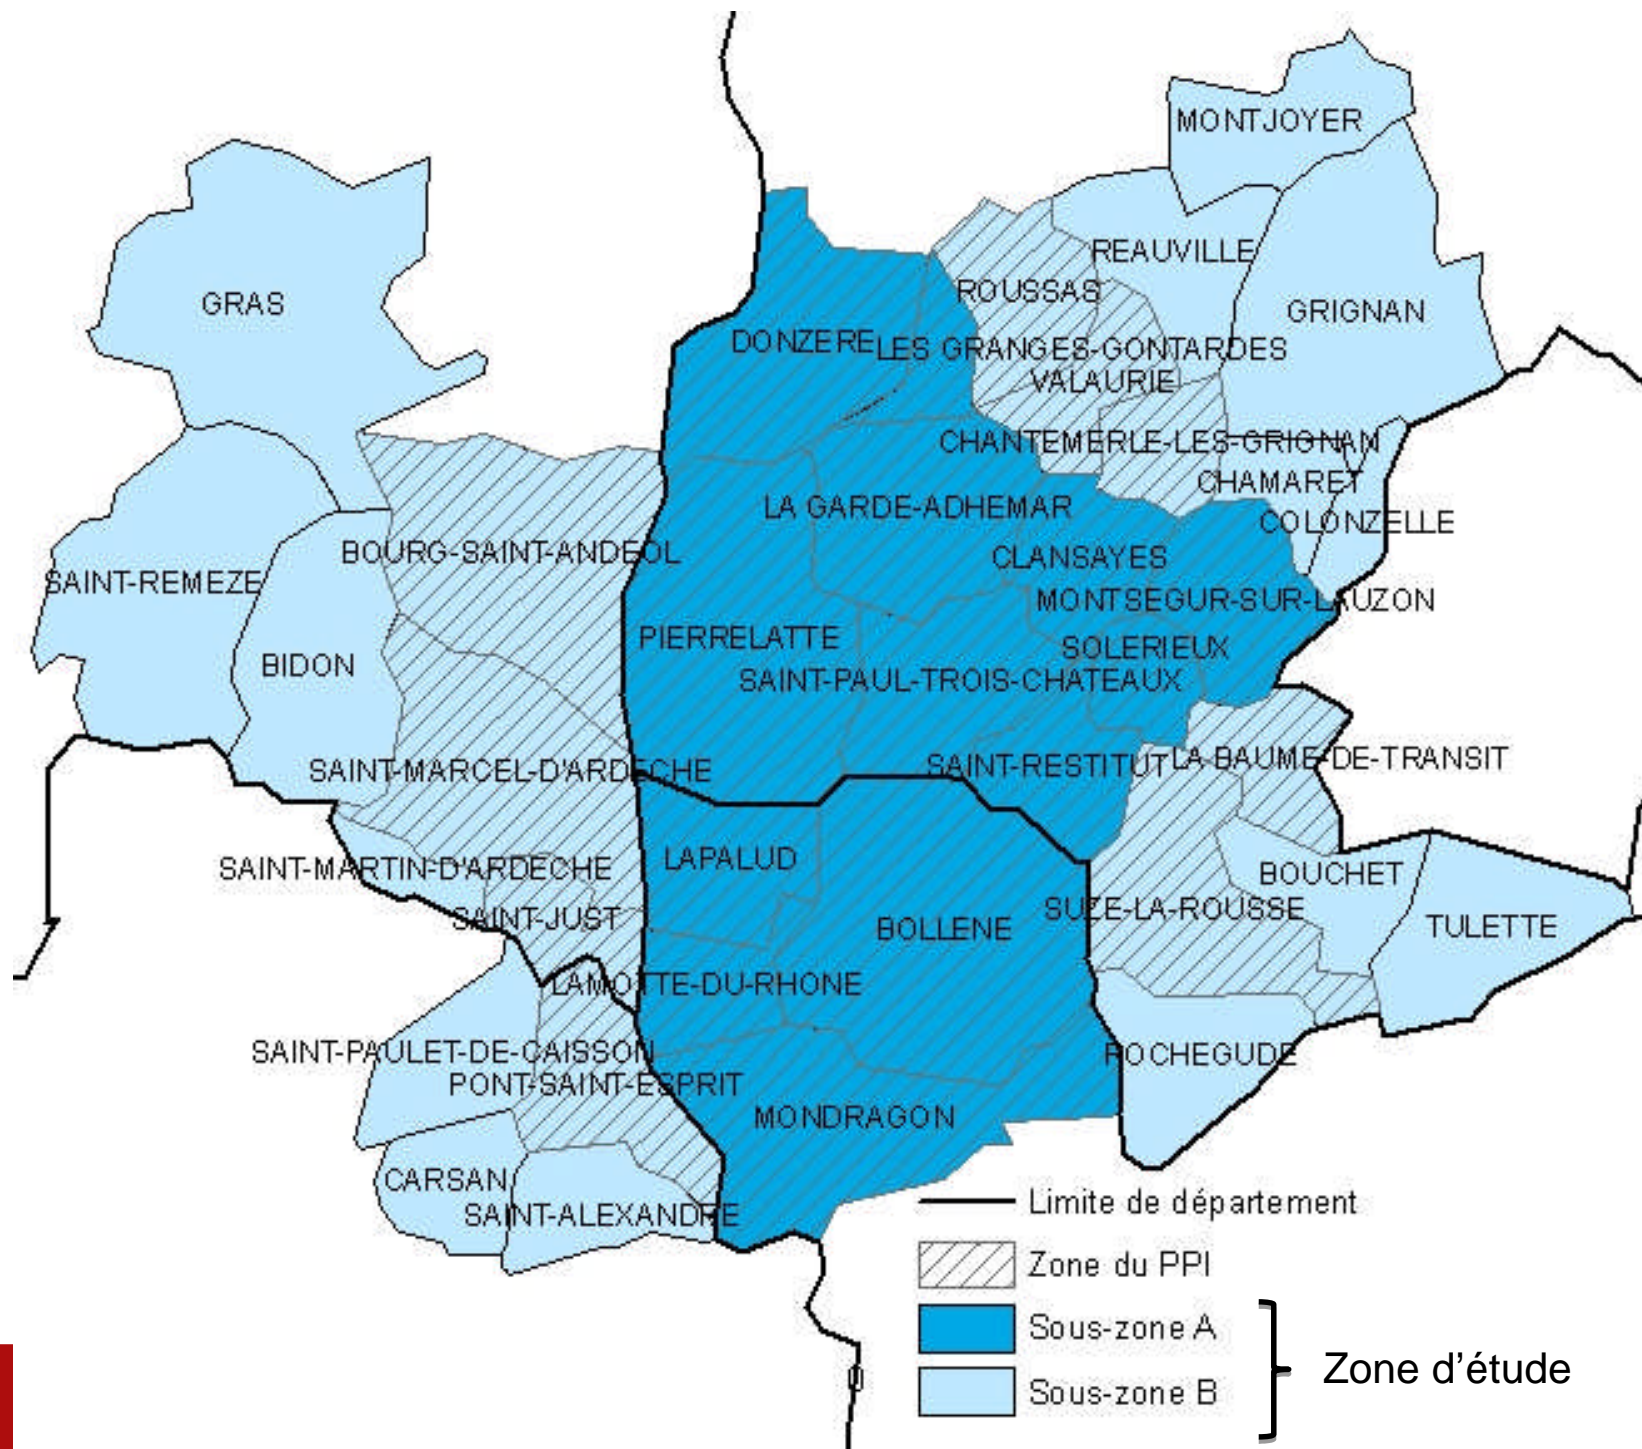 MONTJOYER
REAUVILLE
ROUSSAS
GRAS
GRIGNAN
DONZERE
LES GRANGES-GONTARDES
VALAURIE
CHANTEMERLE-LES-GRIGNAN
CHAMARET
LA GARDE-ADHEMAR
COLONZELLE
BOURG-SAINT-ANDEOL
CLANSAYES
SAINT-REMEZE
MONTSEGUR-SUR-LAUZON
PIERRELATTE
SOLERIEUX
BIDON
SAINT-PAUL-TROIS-CHATEAUX
SAINT-MARCEL-D'ARDECHE
SAINT-RESTITUT
LA BAUME-DE-TRANSIT
LAPALUD
SAINT-MARTIN-D'ARDECHE
BOUCHET
SUZE-LA-ROUSSE
SAINT-JUST
BOLLENE
TULETTE
LAMOTTE-DU-RHONE
SAINT-PAULET-DE-CAISSON
ROCHEGUDE
PONT-SAINT-ESPRIT
MONDRAGON
CARSAN
SAINT-ALEXANDRE
Limite de département
Zone du PPI
Sous-zone A
Sous-zone B
Zone d'étude